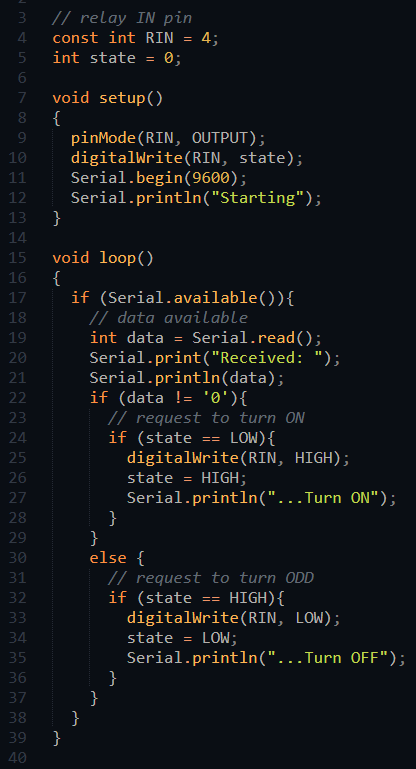 3 // relay IN pin
4 const int RIN = 4;
5 int state = 0;
6
7 void setup()
8 {
9 pinMode(RIN, OUTPUT);
10 digitalWrite(RIN, state);
11 Serial.begin(9600);
12 Serial.println("Starting");
13 }
14
15 void loop()
16 {
17 if (Serial.available()){
18 // data available
19 int data = Serial.read();
20 Serial.print("Received: ");
21 Serial.println(data);
22 if (data != '0'){
23 // request to turn ON
24 if (state == LOW){
25 digitalWrite(RIN, HIGH);
26 state = HIGH;
27 Serial.println("...Turn ON");
28 }
29 }
30 else {
31 // request to turn ODD
32 if (state == HIGH){
33 digitalWrite(RIN, LOW);
34 state = LOW;
35 Serial.println("...Turn OFF");
36 }
37 }
38 }
39 }
40